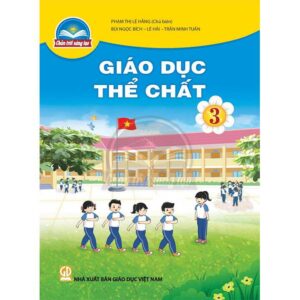 PHẠM THỊ LỆ HẰNG (Chủ biên)
BÙI NGỌC BÍCH – LÊ HẢI – TRẦN MINH TUẤN
Chân trời sáng tạo
GIÁO DỤC
THỂ CHẤT
3
NHÀ XUẤT BẢN GIÁO DỤC VIỆT NAM